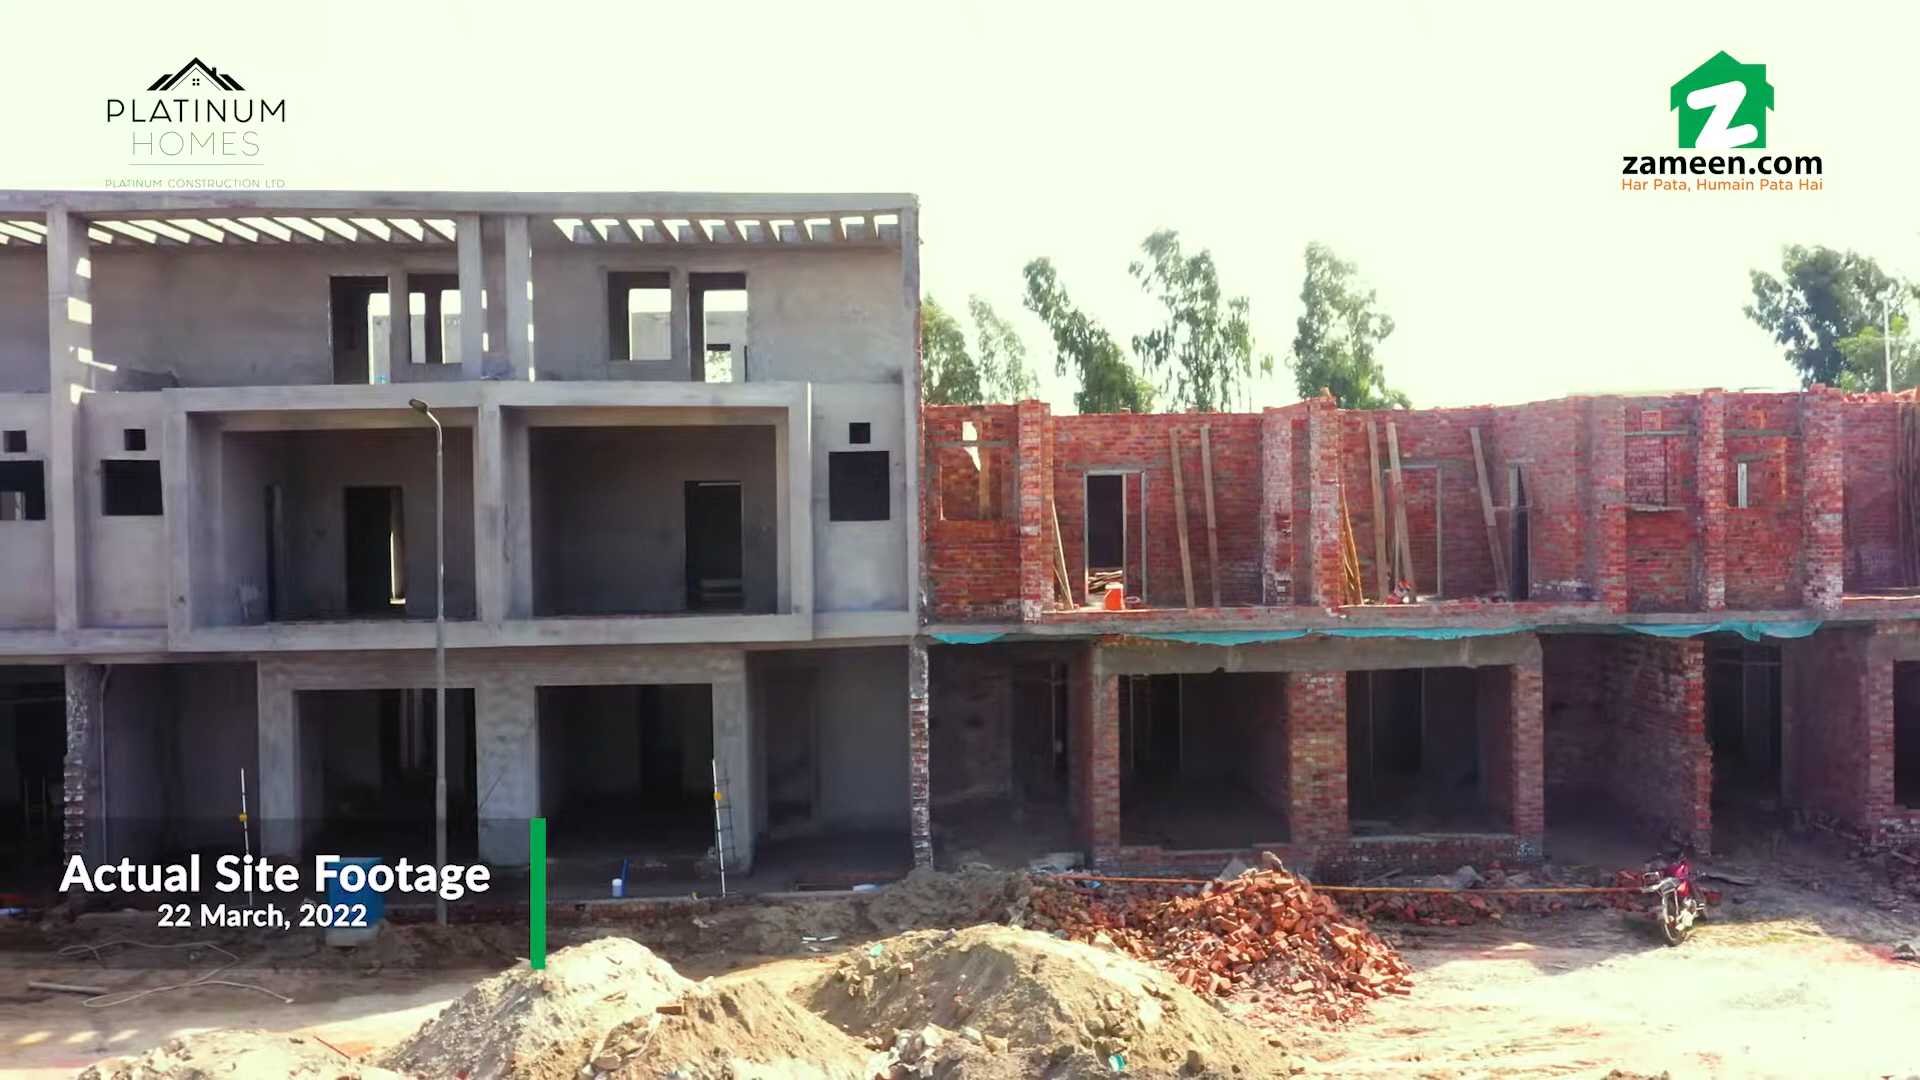 PLATINUM
HOMES
PLATINUM CONSTRUCTION LTD.
zameen.com
Har Pata, Humain Pata Hai
Actual Site Footage
22 March, 2022